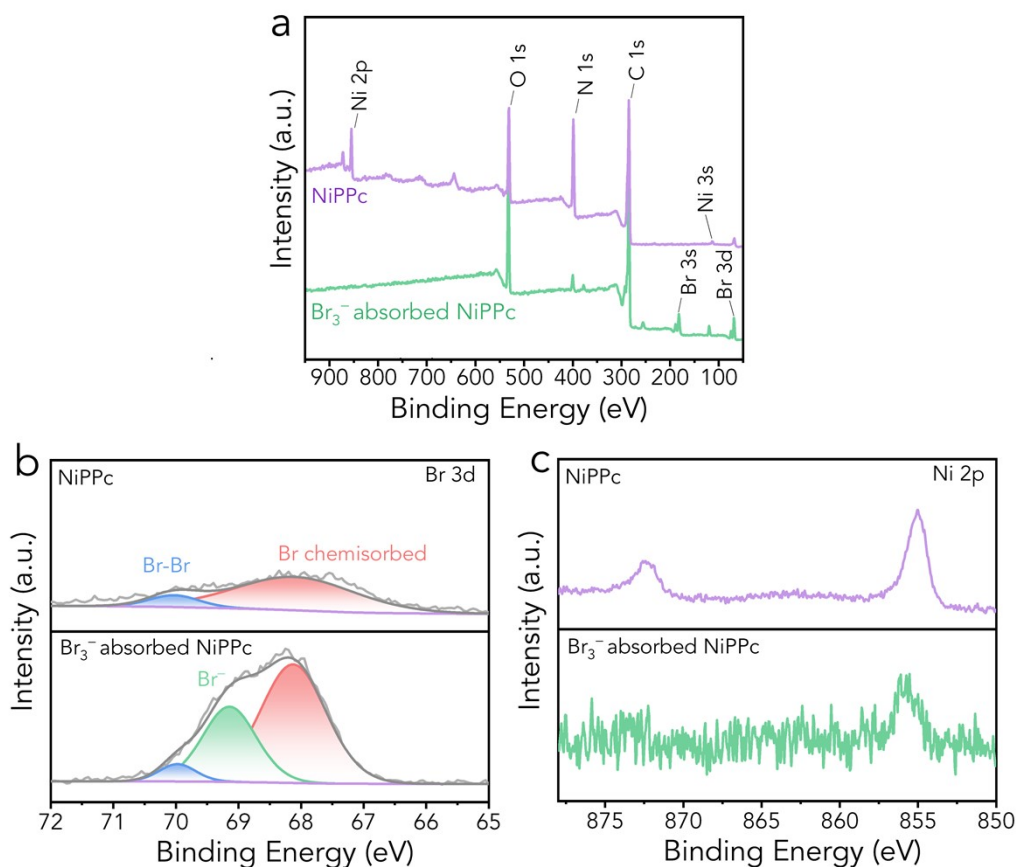 a
Ni 2p
O 1s
N 1s
C 1s
Ni 3s
Br 3s
Br 3d
NiPPc
Br₃⁻ absorbed NiPPc
Intensity (a.u.)
900 800 700 600 500 400 300 200 100
Binding Energy (eV)
b
NiPPc
Br 3d
Br-Br
Br chemisorbed
Br₃⁻ absorbed NiPPc
Br⁻
Intensity (a.u.)
72 71 70 69 68 67 66 65
Binding Energy (eV)
c
NiPPc
Ni 2p
Br₃⁻ absorbed NiPPc
Intensity (a.u.)
875 870 865 860 855 850
Binding Energy (eV)